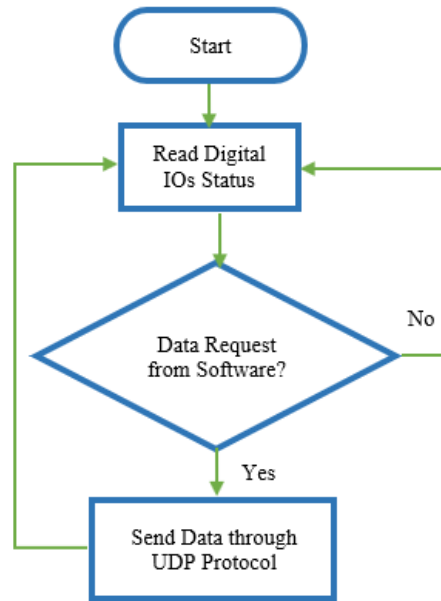 Start
Read Digital
IOs Status
Data Request
from Software?
No
Yes
Send Data through
UDP Protocol